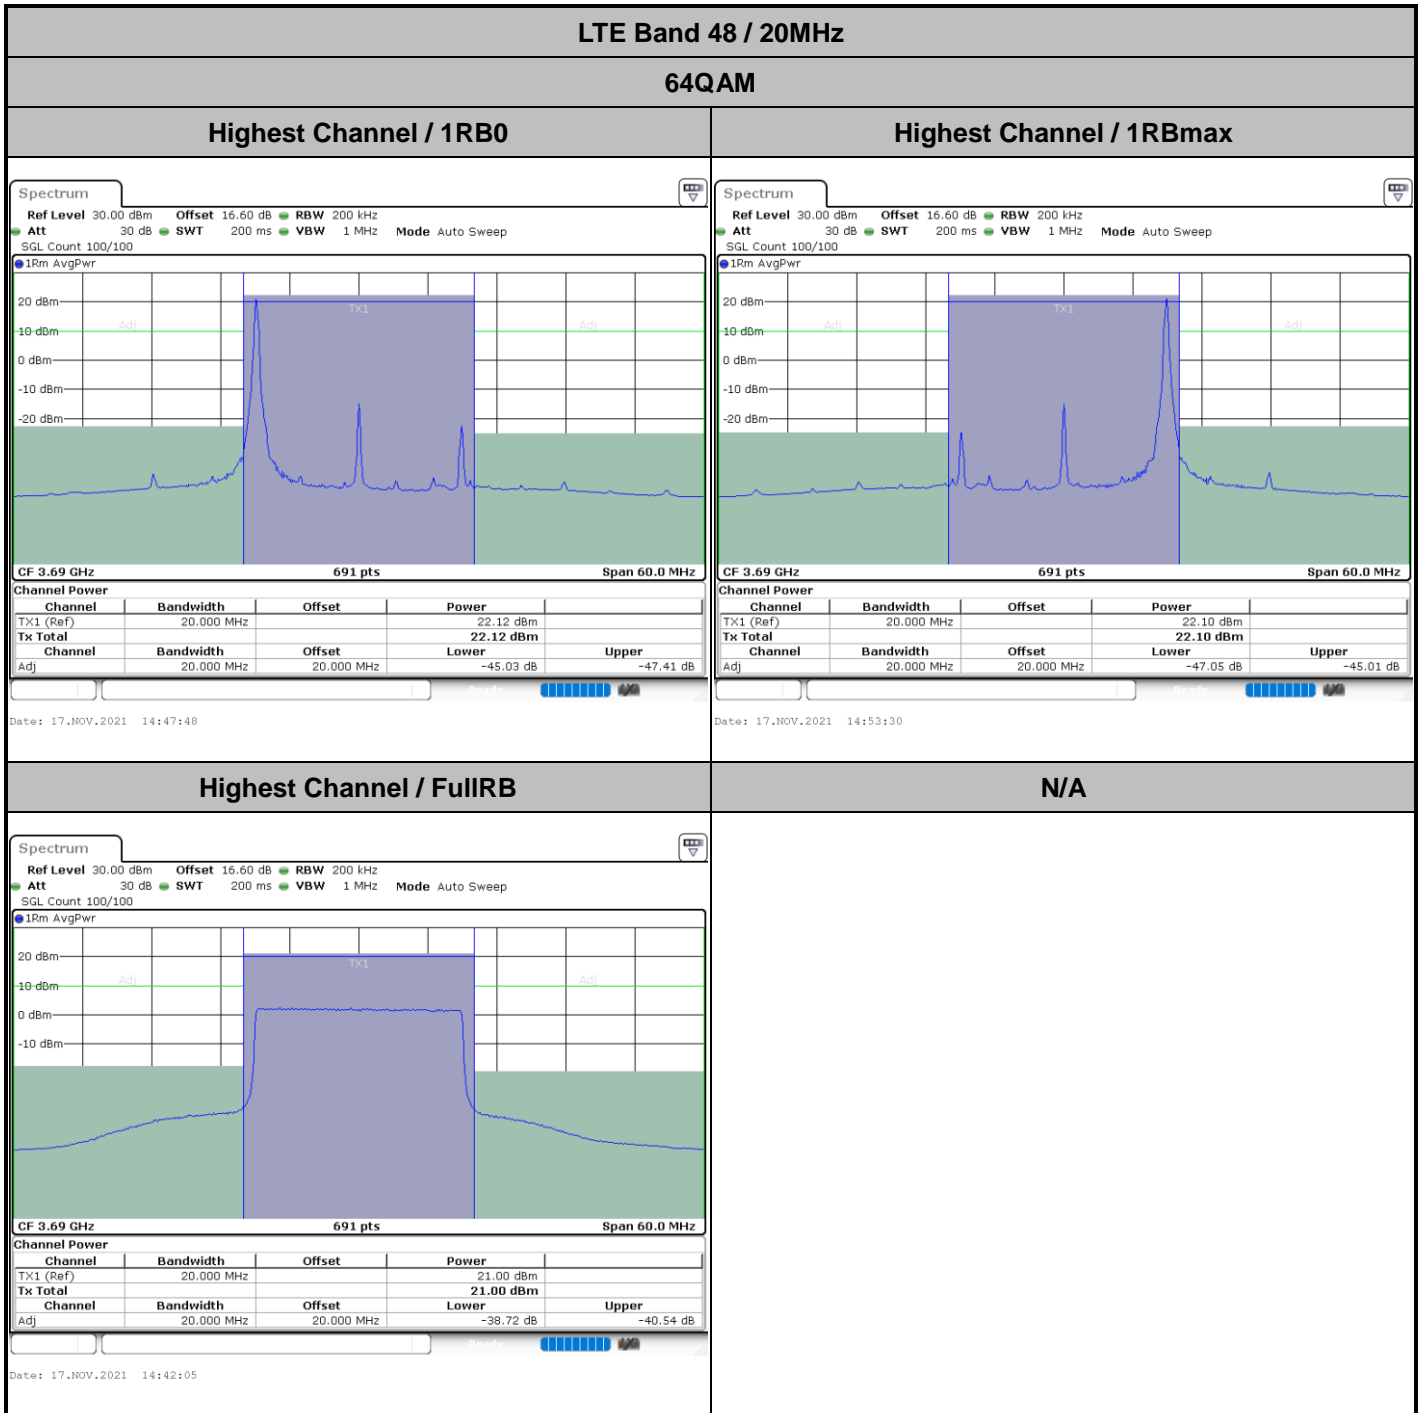 LTE Band 48 / 20MHz
64QAM
Highest Channel / 1RB0
Highest Channel / 1RBmax
Spectrum
Ref Level 30.00 dBm Offset 16.60 dB RBW 200 kHz
Att 30 dB SWT 200 ms VBW 1 MHz Mode Auto Sweep
SGL Count 100/100
1Rm AvgPwr
20 dBm
10 dBm
0 dBm
-10 dBm
-20 dBm
Adj
TX1
Adj
CF 3.69 GHz 691 pts Span 60.0 MHz
Channel Power
Channel Bandwidth Offset Power
TX1 (Ref) 20.000 MHz 22.12 dBm
Tx Total 22.12 dBm
Channel Bandwidth Offset Lower Upper
Adj 20.000 MHz 20.000 MHz -45.03 dB -47.41 dB
Ready
Date: 17.NOV.2021 14:47:48
Spectrum
Ref Level 30.00 dBm Offset 16.60 dB RBW 200 kHz
Att 30 dB SWT 200 ms VBW 1 MHz Mode Auto Sweep
SGL Count 100/100
1Rm AvgPwr
20 dBm
10 dBm
0 dBm
-10 dBm
-20 dBm
Adj
TX1
Adj
CF 3.69 GHz 691 pts Span 60.0 MHz
Channel Power
Channel Bandwidth Offset Power
TX1 (Ref) 20.000 MHz 22.10 dBm
Tx Total 22.10 dBm
Channel Bandwidth Offset Lower Upper
Adj 20.000 MHz 20.000 MHz -47.05 dB -45.01 dB
Ready
Date: 17.NOV.2021 14:53:30
Highest Channel / FullRB
N/A
Spectrum
Ref Level 30.00 dBm Offset 16.60 dB RBW 200 kHz
Att 30 dB SWT 200 ms VBW 1 MHz Mode Auto Sweep
SGL Count 100/100
1Rm AvgPwr
20 dBm
10 dBm
0 dBm
-10 dBm
Adj
TX1
Adj
CF 3.69 GHz 691 pts Span 60.0 MHz
Channel Power
Channel Bandwidth Offset Power
TX1 (Ref) 20.000 MHz 21.00 dBm
Tx Total 21.00 dBm
Channel Bandwidth Offset Lower Upper
Adj 20.000 MHz 20.000 MHz -38.72 dB -40.54 dB
Ready
Date: 17.NOV.2021 14:42:05